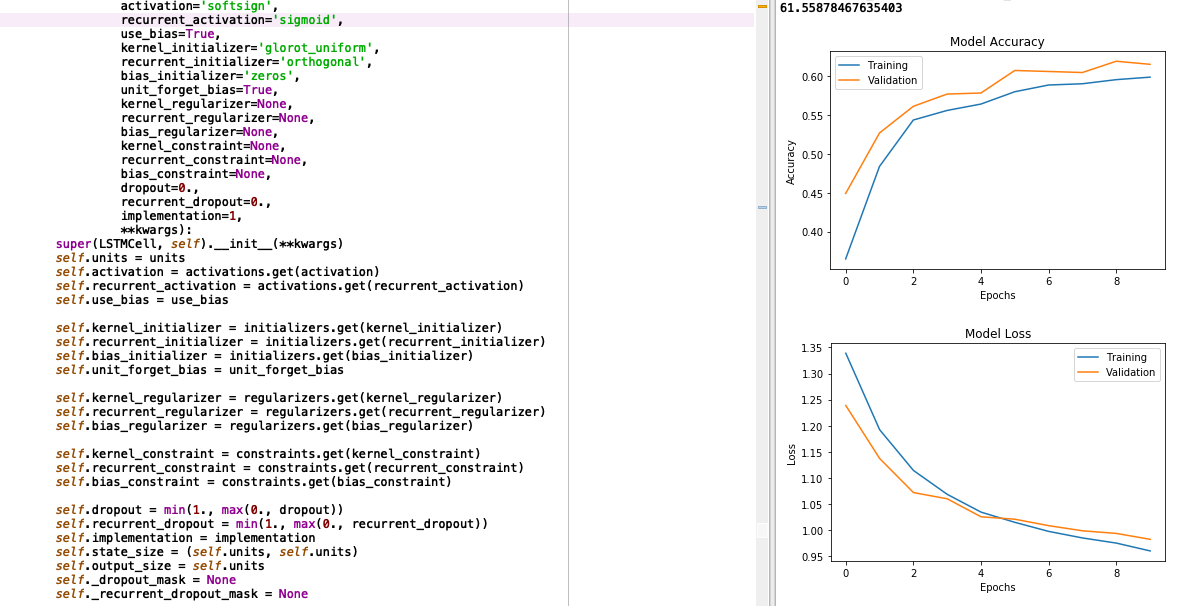 activation='softsign',
recurrent_activation='sigmoid',
use_bias=True,
kernel_initializer='glorot_uniform',
recurrent_initializer='orthogonal',
bias_initializer='zeros',
unit_forget_bias=True,
kernel_regularizer=None,
recurrent_regularizer=None,
bias_regularizer=None,
kernel_constraint=None,
recurrent_constraint=None,
bias_constraint=None,
dropout=0.,
recurrent_dropout=0.,
implementation=1,
**kwargs):
super(LSTMCell, self).__init__(**kwargs)
self.units = units
self.activation = activations.get(activation)
self.recurrent_activation = activations.get(recurrent_activation)
self.use_bias = use_bias
self.kernel_initializer = initializers.get(kernel_initializer)
self.recurrent_initializer = initializers.get(recurrent_initializer)
self.bias_initializer = initializers.get(bias_initializer)
self.unit_forget_bias = unit_forget_bias
self.kernel_regularizer = regularizers.get(kernel_regularizer)
self.recurrent_regularizer = regularizers.get(recurrent_regularizer)
self.bias_regularizer = regularizers.get(bias_regularizer)
self.kernel_constraint = constraints.get(kernel_constraint)
self.recurrent_constraint = constraints.get(recurrent_constraint)
self.bias_constraint = constraints.get(bias_constraint)
self.dropout = min(1., max(0., dropout))
self.recurrent_dropout = min(1., max(0., recurrent_dropout))
self.implementation = implementation
self.state_size = (self.units, self.units)
self.output_size = self.units
self._dropout_mask = None
self._recurrent_dropout_mask = None
61.55878467635403
Model Accuracy
Training
Validation
0.60
0.55
0.50
0.45
0.40
Accuracy
0 2 4 6 8
Epochs
Model Loss
Training
Validation
1.35
1.30
1.25
1.20
1.15
1.10
1.05
1.00
0.95
Loss
0 2 4 6 8
Epochs